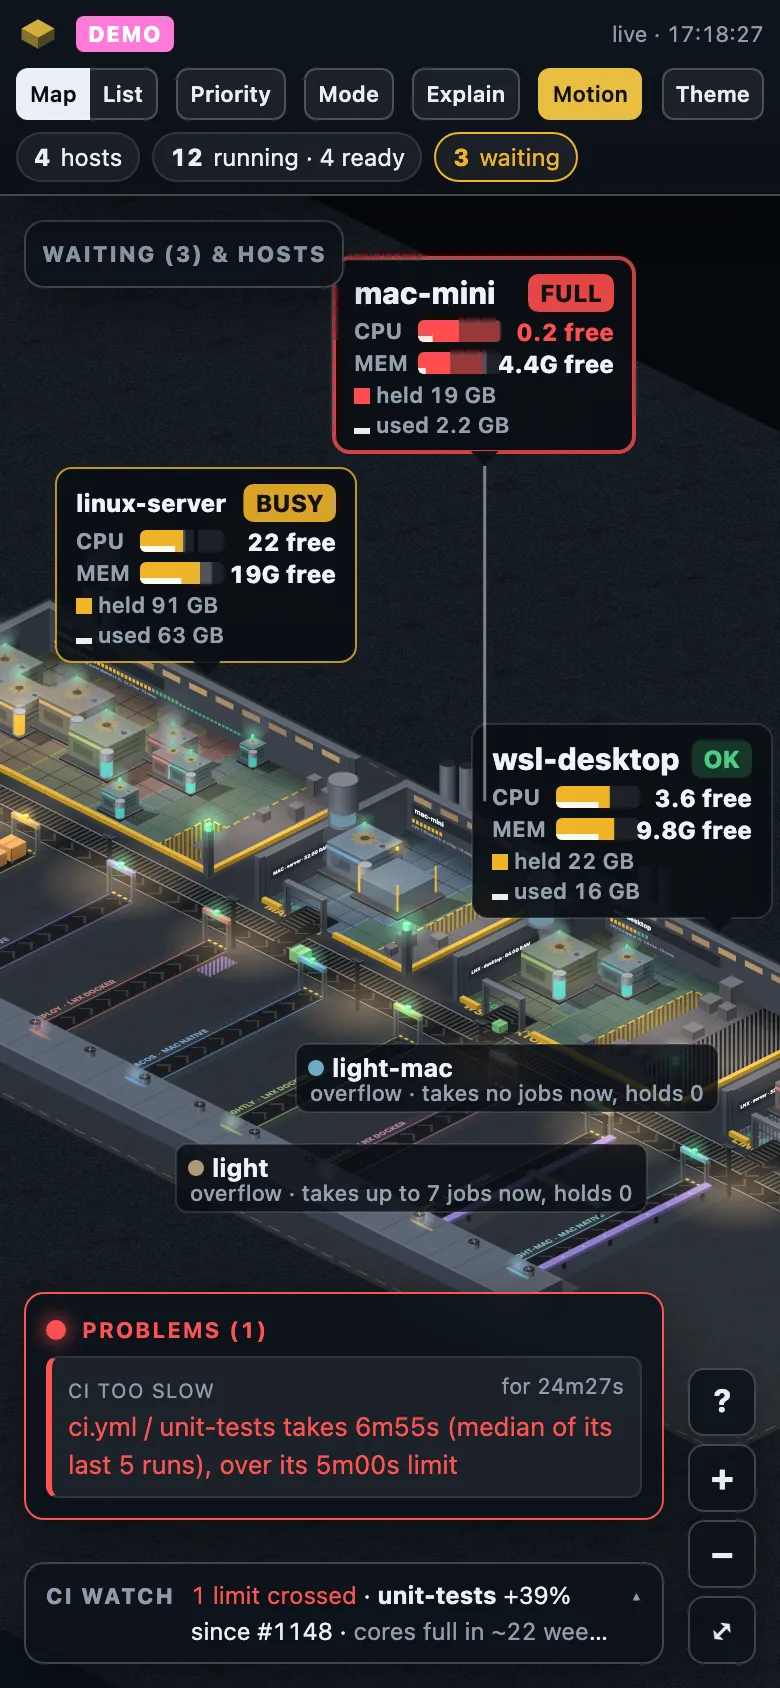 DEMO
live · 17:18:27
Map List Priority Mode Explain Motion Theme
4 hosts 12 running · 4 ready 3 waiting
WAITING (3) & HOSTS
mac-mini FULL
CPU 0.2 free
MEM 4.4G free
held 19 GB
used 2.2 GB
linux-server BUSY
CPU 22 free
MEM 19G free
held 91 GB
used 63 GB
wsl-desktop OK
CPU 3.6 free
MEM 9.8G free
held 22 GB
used 16 GB
mac-mini
light-mac
overflow · takes no jobs now, holds 0
light
overflow · takes up to 7 jobs now, holds 0
PROBLEMS (1)
CI TOO SLOW for 24m27s
ci.yml / unit-tests takes 6m55s (median of its
last 5 runs), over its 5m00s limit
?
+
−
CI WATCH 1 limit crossed · unit-tests +39%
since #1148 · cores full in ~22 wee...